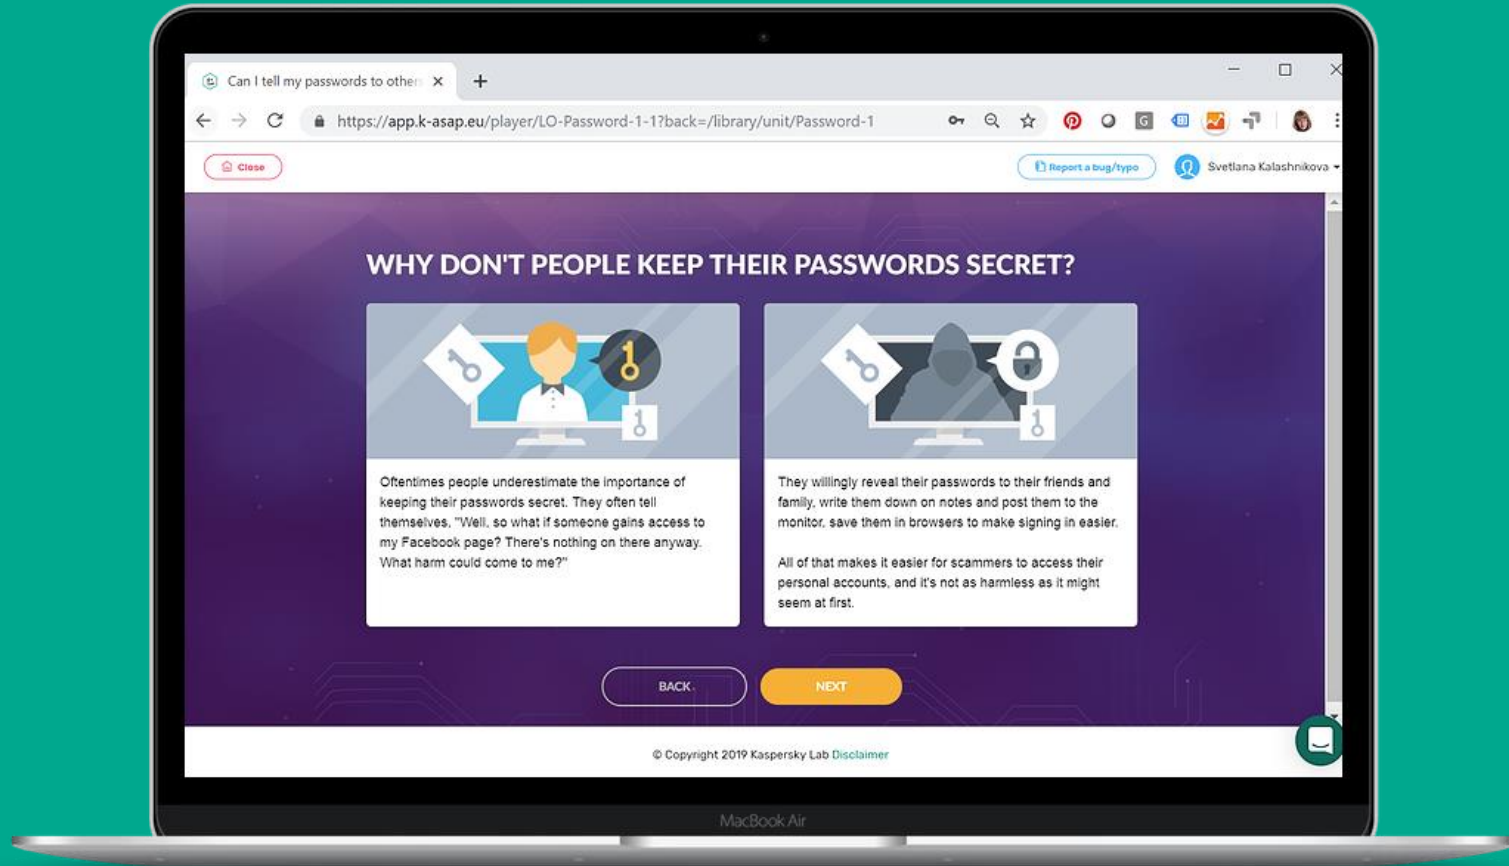 Can I tell my passwords to others
https://app.k-asap.eu/player/LO-Password-1-1?back=/library/unit/Password-1
G
Close
Report a bug/typo
Svetlana Kalashnikova
WHY DON'T PEOPLE KEEP THEIR PASSWORDS SECRET?
Oftentimes people underestimate the importance of
keeping their passwords secret. They often tell
themselves, "Well, so what if someone gains access to
my Facebook page? There's nothing on there anyway.
What harm could come to me?"
They willingly reveal their passwords to their friends and
family, write them down on notes and post them to the
monitor, save them in browsers to make signing in easier.
All of that makes it easier for scammers to access their
personal accounts, and it's not as harmless as it might
seem at first.
BACK
NEXT
© Copyright 2019 Kaspersky Lab Disclaimer
MacBook Air